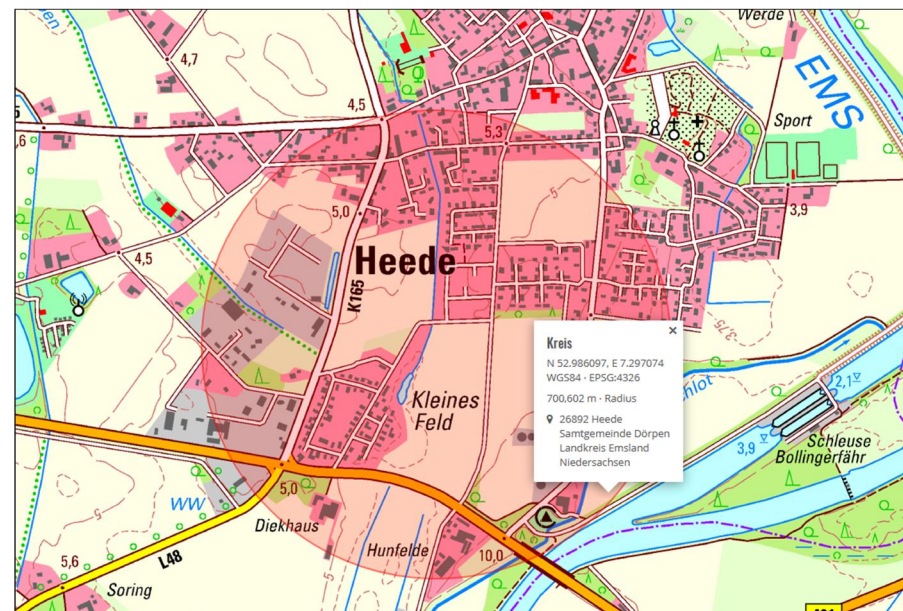 Werde
4,7
EMS
4,5
5,3
Sport
5,0
3,9
4,5
Heede
K165
3,75
Kreis
N 52.986097, E 7.297074
WGS84 · EPSG:4326
700,602 m · Radius
26892 Heede
Samtgemeinde Dörpen
Landkreis Emsland
Niedersachsen
2,1
Kleines
Feld
3,9
Schleuse
Bollingerfähr
5,0
WW
Diekhaus
Hunfelde
10,0
L48
5,6
Soring